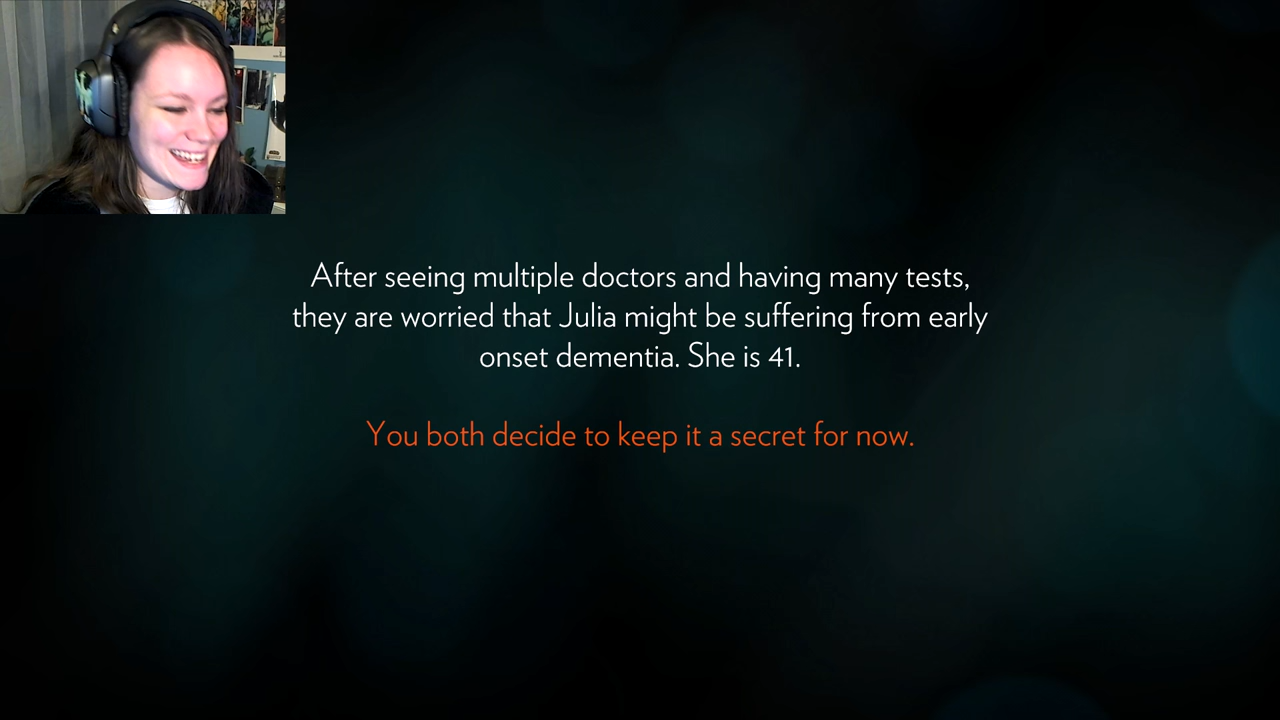 After seeing multiple doctors and having many tests,
they are worried that Julia might be suffering from early
onset dementia. She is 41.
You both decide to keep it a secret for now.